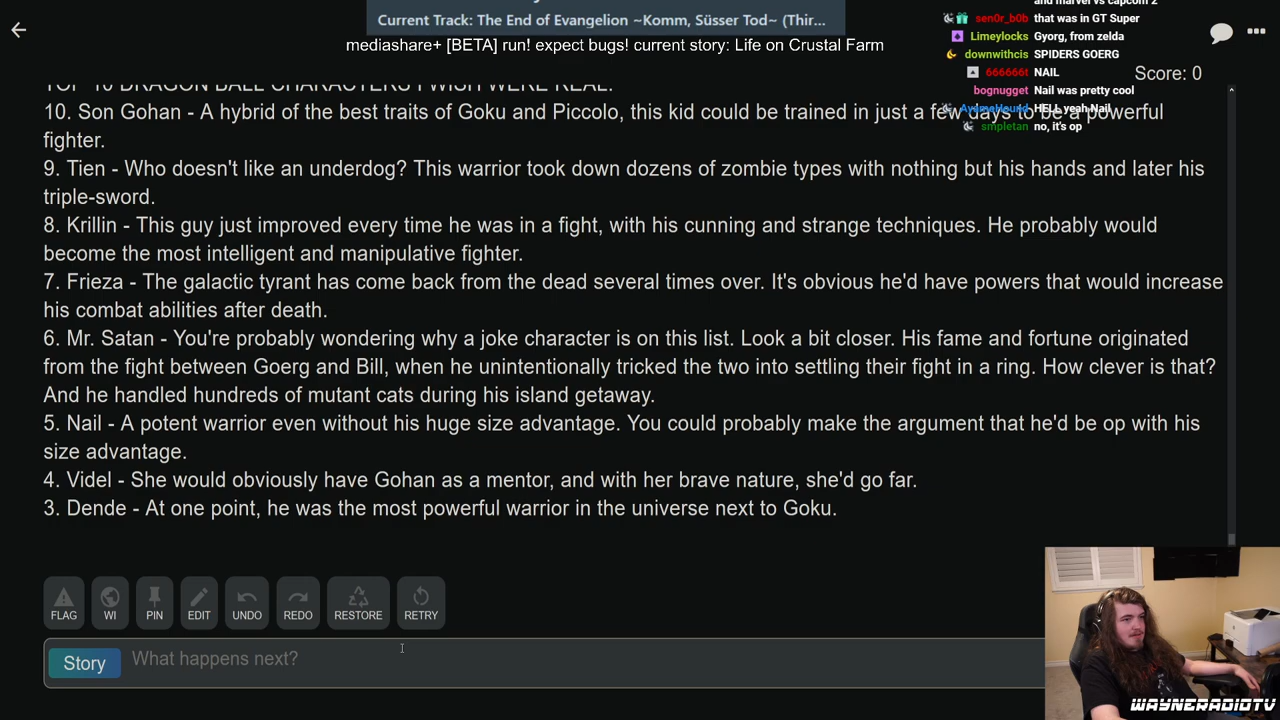 Current Track: The End of Evangelion ~Komm, Süsser Tod~ (Thir...
mediashare+ [BETA] run! expect bugs! current story: Life on Crustal Farm
and marvel vs capcom 2
sen0r_b0b that was in GT Super
Limeylocks Gyorg, from zelda
downwithcis SPIDERS GOERG
666666t NAIL
bognugget Nail was pretty cool
HELL yeah Nail
smpletan no, it's op
Score: 0
TOP 10 DRAGON BALL CHARACTERS I WISH WERE REAL:
10. Son Gohan - A hybrid of the best traits of Goku and Piccolo, this kid could be trained in just a few days to be a powerful
fighter.
9. Tien - Who doesn't like an underdog? This warrior took down dozens of zombie types with nothing but his hands and later his
triple-sword.
8. Krillin - This guy just improved every time he was in a fight, with his cunning and strange techniques. He probably would
become the most intelligent and manipulative fighter.
7. Frieza - The galactic tyrant has come back from the dead several times over. It's obvious he'd have powers that would increase
his combat abilities after death.
6. Mr. Satan - You're probably wondering why a joke character is on this list. Look a bit closer. His fame and fortune originated
from the fight between Goerg and Bill, when he unintentionally tricked the two into settling their fight in a ring. How clever is that?
And he handled hundreds of mutant cats during his island getaway.
5. Nail - A potent warrior even without his huge size advantage. You could probably make the argument that he'd be op with his
size advantage.
4. Videl - She would obviously have Gohan as a mentor, and with her brave nature, she'd go far.
3. Dende - At one point, he was the most powerful warrior in the universe next to Goku.
FLAG
WI
PIN
EDIT
UNDO
REDO
RESTORE
RETRY
Story
What happens next?
WAYNERADIOTV